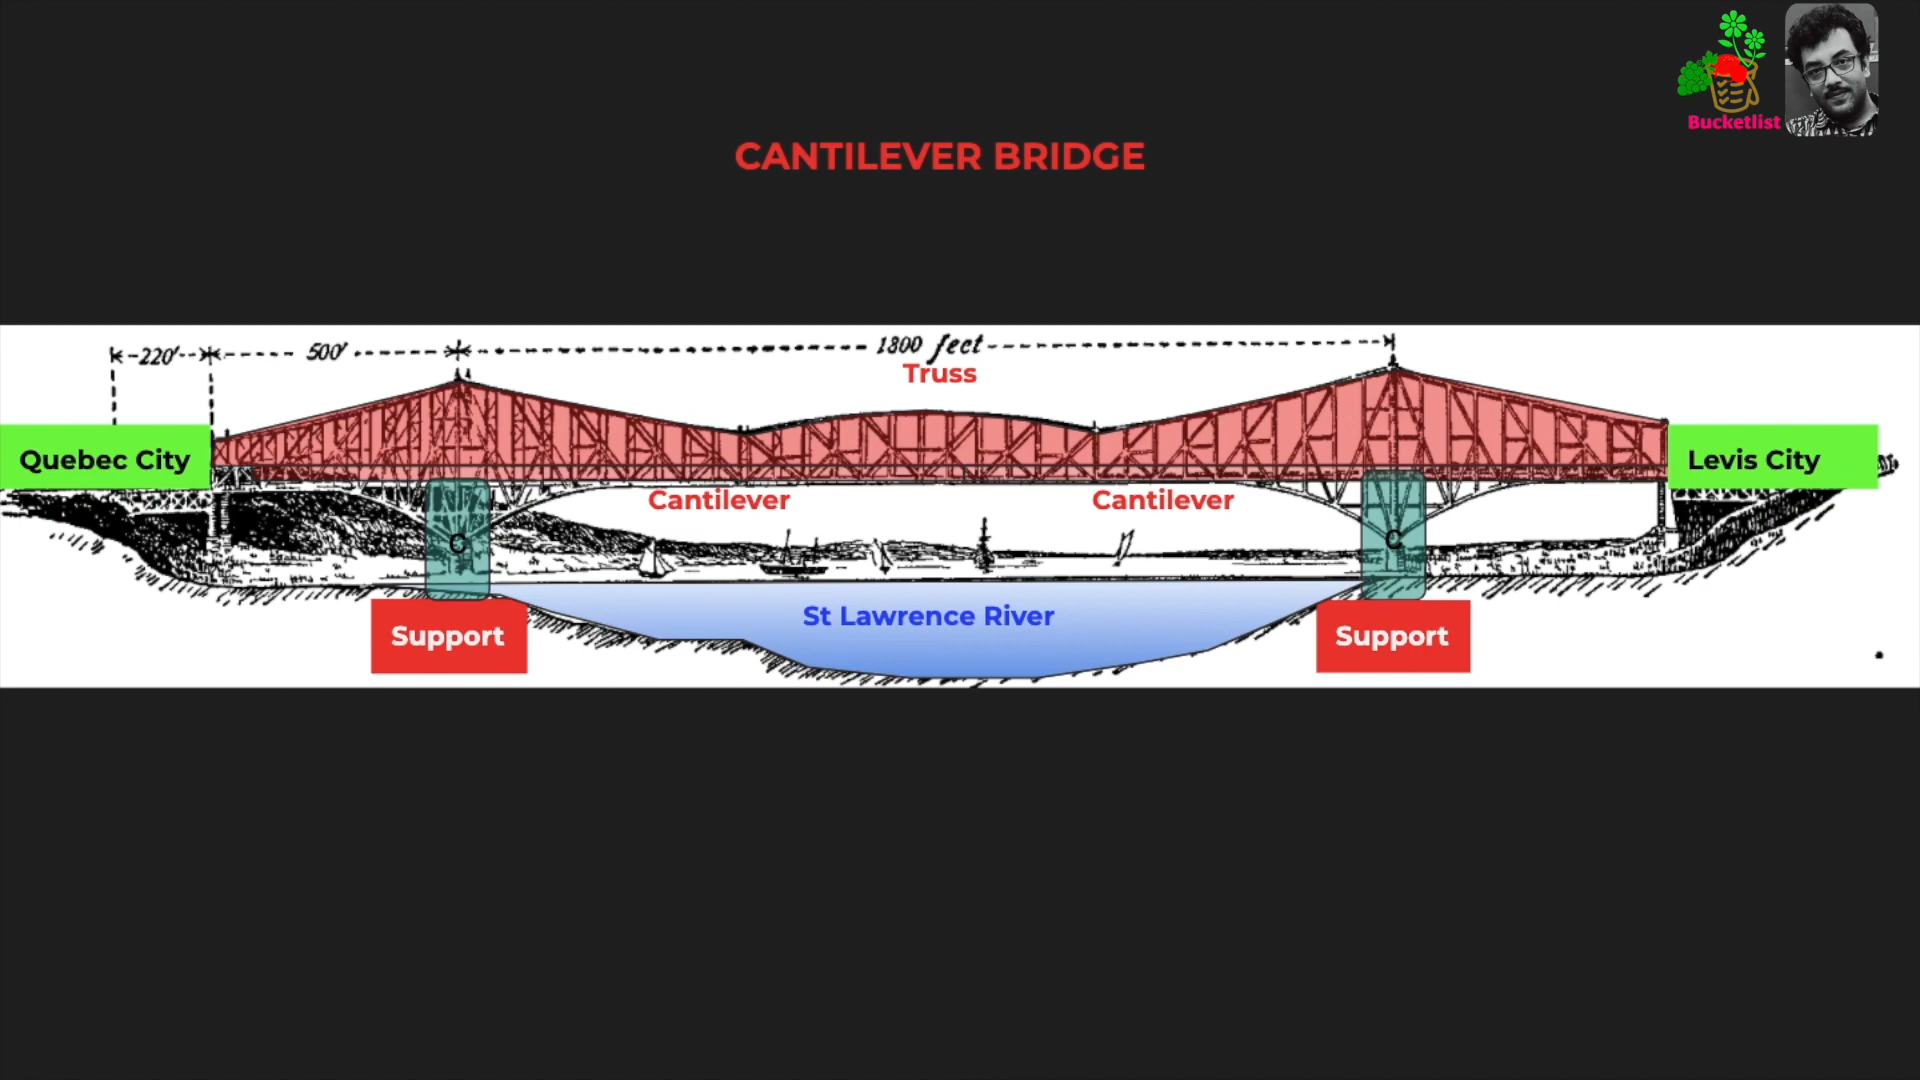 Bucketlist
CANTILEVER BRIDGE
220'
500'
1800 feet
Truss
Quebec City
Levis City
Cantilever
Cantilever
C
C
St Lawrence River
Support
Support